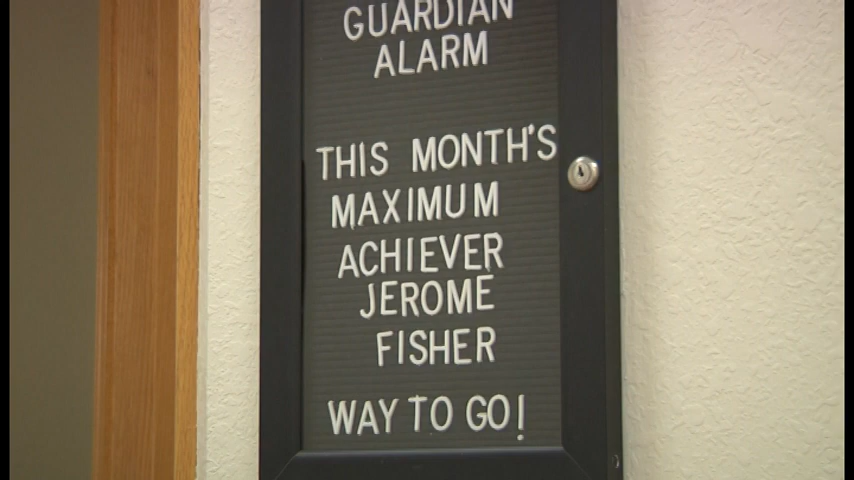 GUARDIAN
ALARM
THIS MONTH'S
MAXIMUM
ACHIEVER
JEROME
FISHER
WAY TO GO!